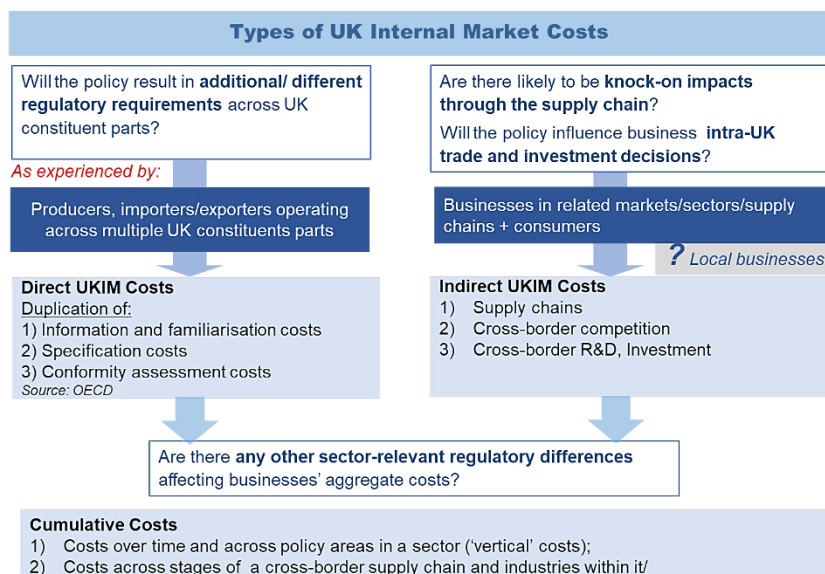 Types of UK Internal Market Costs
Will the policy result in additional/ different
regulatory requirements across UK
constituent parts?
Are there likely to be knock-on impacts
through the supply chain?
Will the policy influence business intra-UK
trade and investment decisions?
As experienced by:
Producers, importers/exporters operating
across multiple UK constituents parts
Businesses in related markets/sectors/supply
chains + consumers
? Local businesses
Direct UKIM Costs
Duplication of:
1) Information and familiarisation costs
2) Specification costs
3) Conformity assessment costs
Source: OECD
Indirect UKIM Costs
1) Supply chains
2) Cross-border competition
3) Cross-border R&D, Investment
Are there any other sector-relevant regulatory differences
affecting businesses' aggregate costs?
Cumulative Costs
1) Costs over time and across policy areas in a sector ('vertical' costs);
2) Costs across stages of a cross-border supply chain and industries within it/